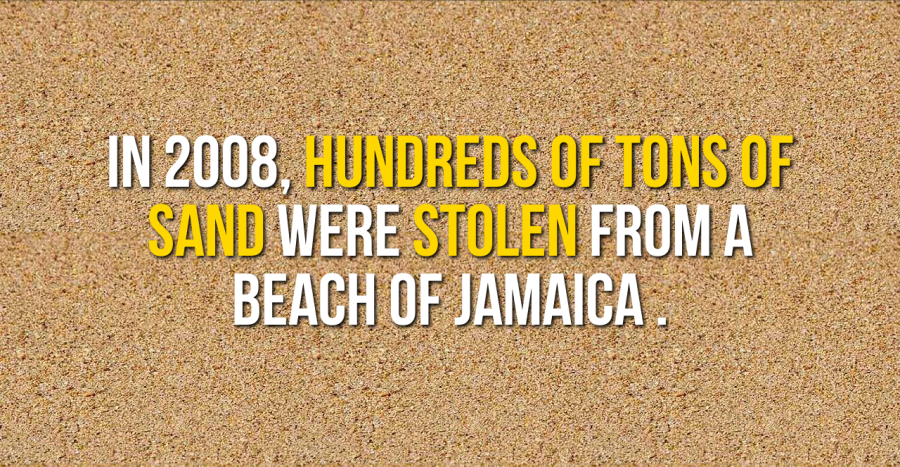 IN 2008, HUNDREDS OF TONS OF
SAND WERE STOLEN FROM A
BEACH OF JAMAICA .